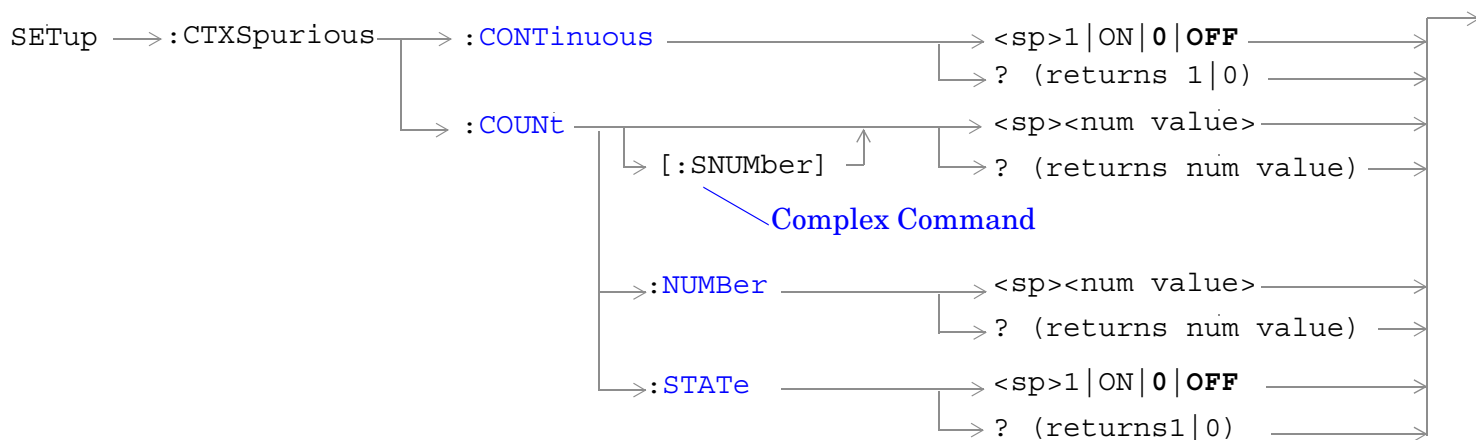 SETup :CTXSpurious :CONTinuous <sp>1|ON|0|OFF
? (returns 1|0)
:COUNt <sp><num value>
[:SNUMber] ? (returns num value)
Complex Command
:NUMBer <sp><num value>
? (returns num value)
:STATe <sp>1|ON|0|OFF
? (returns1|0)